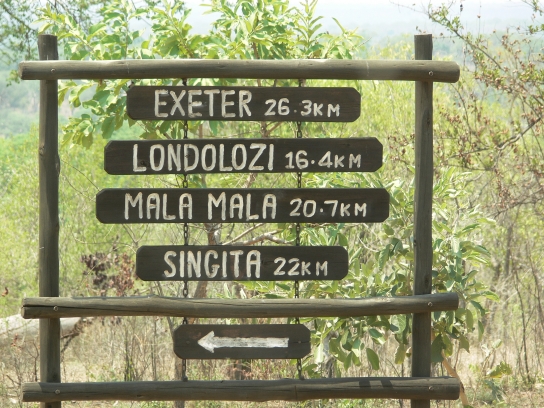 EXETER 26.3KM
LONDOLOZI 16.4KM
MALA MALA 20.7KM
SINGITA 22KM